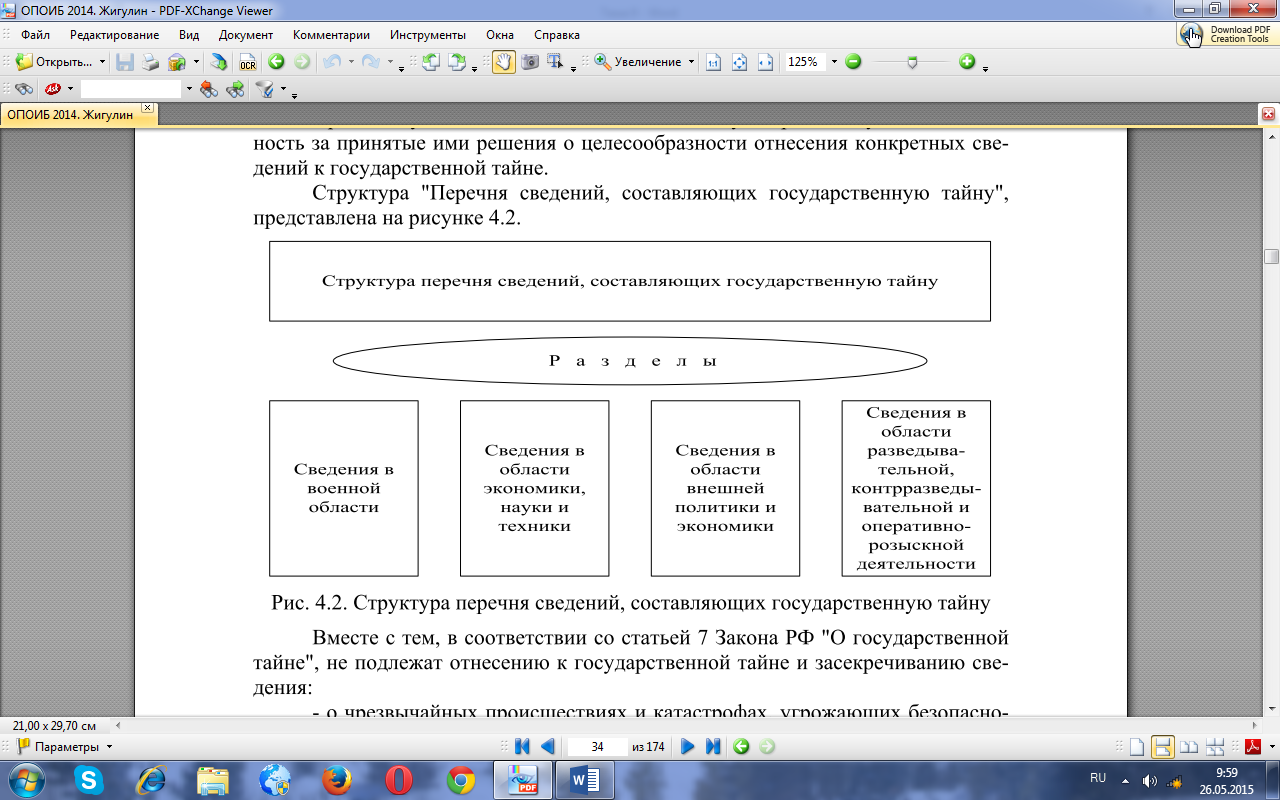 ОПОИБ 2014. Жигулин - PDF-XChange Viewer
Файл Редактирование Вид Документ Комментарии Инструменты Окна Справка
Download PDF
Creation Tools
Открыть... OCR Увеличение 125%
ОПОИБ 2014. Жигулин
ность за принятые ими решения о целесообразности отнесения конкретных све-
дений к государственной тайне.
Структура "Перечня сведений, составляющих государственную тайну",
представлена на рисунке 4.2.
Структура перечня сведений, составляющих государственную тайну
Р а з д е л ы
Сведения в
военной
области
Сведения в
области
экономики,
науки и
техники
Сведения в
области
внешней
политики и
экономики
Сведения в
области
разведыва-
тельной,
контрразведы-
вательной и
оперативно-
розыскной
деятельности
Рис. 4.2. Структура перечня сведений, составляющих государственную тайну
Вместе с тем, в соответствии со статьей 7 Закона РФ "О государственной
тайне", не подлежат отнесению к государственной тайне и засекречиванию све-
дения:
- о чрезвычайных происшествиях и катастрофах, угрожающих безопасно-
21,00 x 29,70 см
Параметры 34 из 174
PDF
RU 9:59
26.05.2015